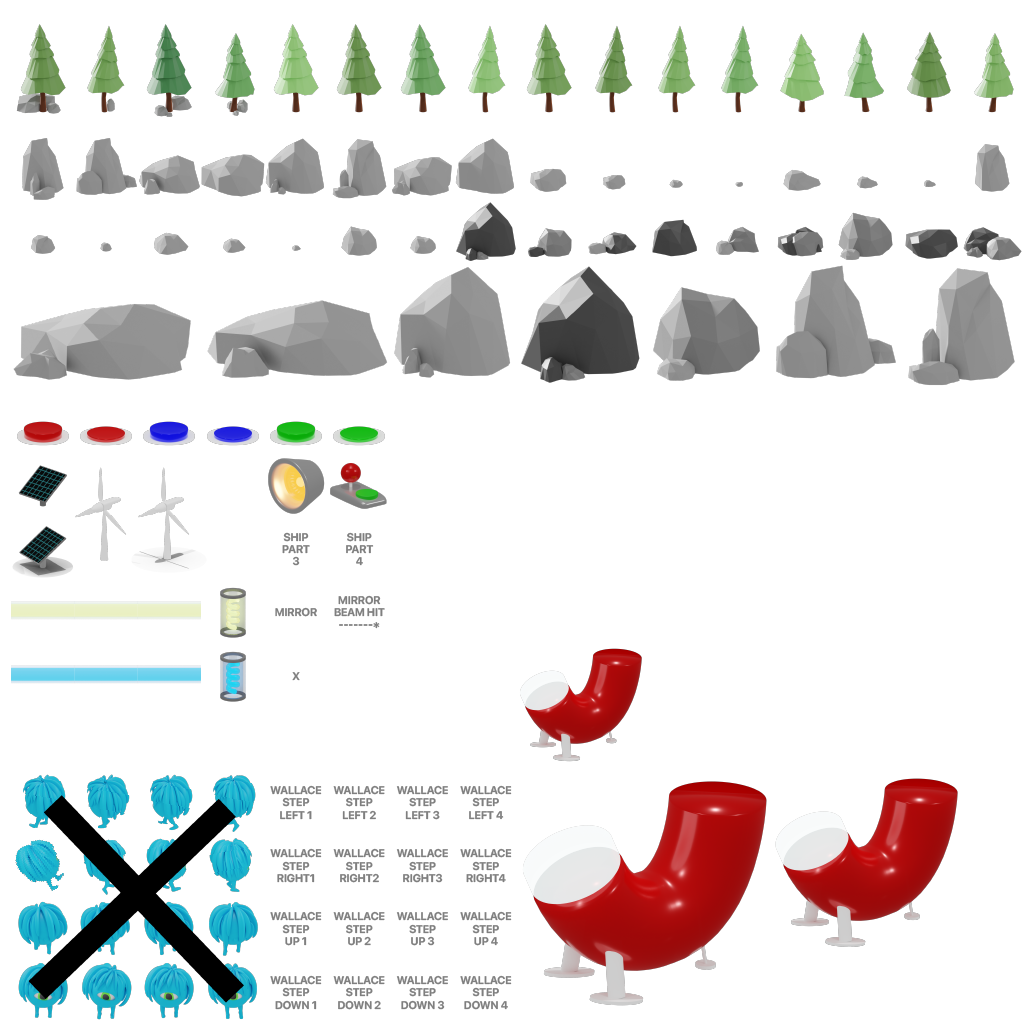 SHIP
PART
3
SHIP
PART
4
MIRROR
MIRROR
BEAM HIT
-------*
X
WALLACE
STEP
LEFT 1
WALLACE
STEP
LEFT 2
WALLACE
STEP
LEFT 3
WALLACE
STEP
LEFT 4
WALLACE
STEP
RIGHT1
WALLACE
STEP
RIGHT2
WALLACE
STEP
RIGHT3
WALLACE
STEP
RIGHT4
WALLACE
STEP
UP 1
WALLACE
STEP
UP 2
WALLACE
STEP
UP 3
WALLACE
STEP
UP 4
WALLACE
STEP
DOWN 1
WALLACE
STEP
DOWN 2
WALLACE
STEP
DOWN 3
WALLACE
STEP
DOWN 4